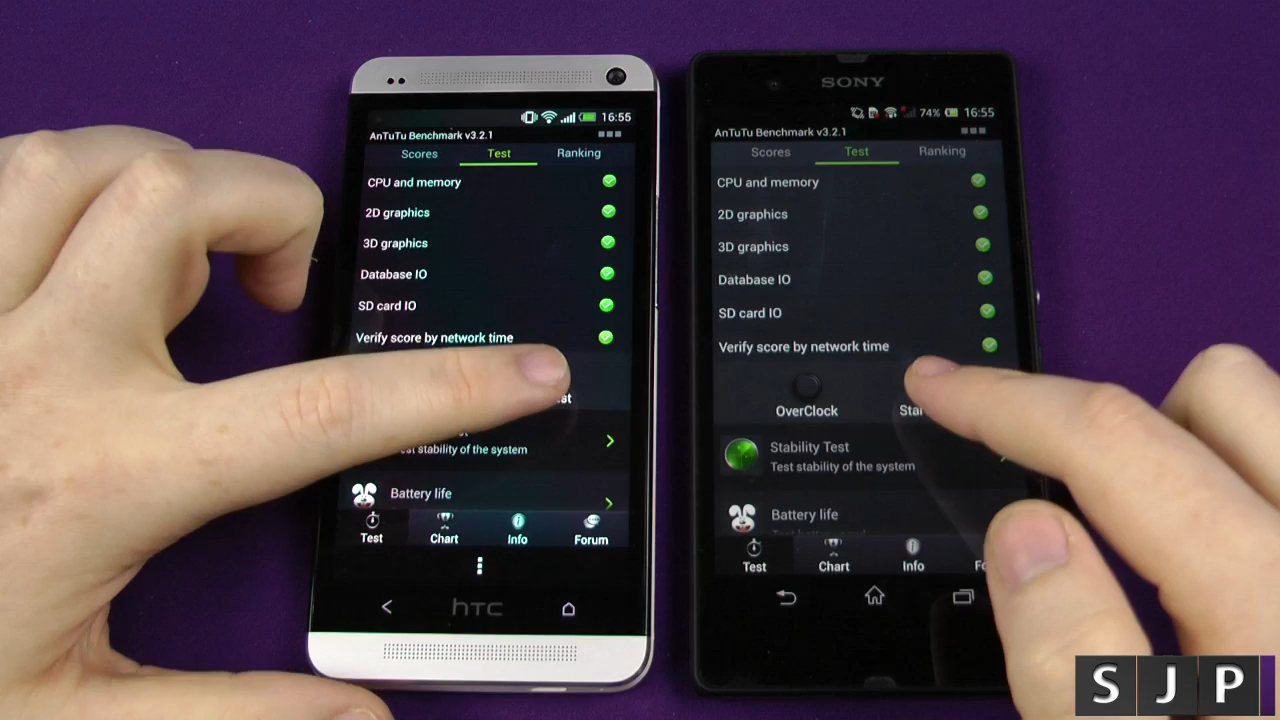 16:55
AnTuTu Benchmark v3.2.1
Scores Test Ranking
CPU and memory
2D graphics
3D graphics
Database IO
SD card IO
Verify score by network time
st stability of the system
Battery life
Test Chart Info Forum
hTC
SONY
74% 16:55
AnTuTu Benchmark v3.2.1
Scores Test Ranking
CPU and memory
2D graphics
3D graphics
Database IO
SD card IO
Verify score by network time
OverClock Star
Stability Test
Test stability of the system
Battery life
Test Chart Info Fo
SJP